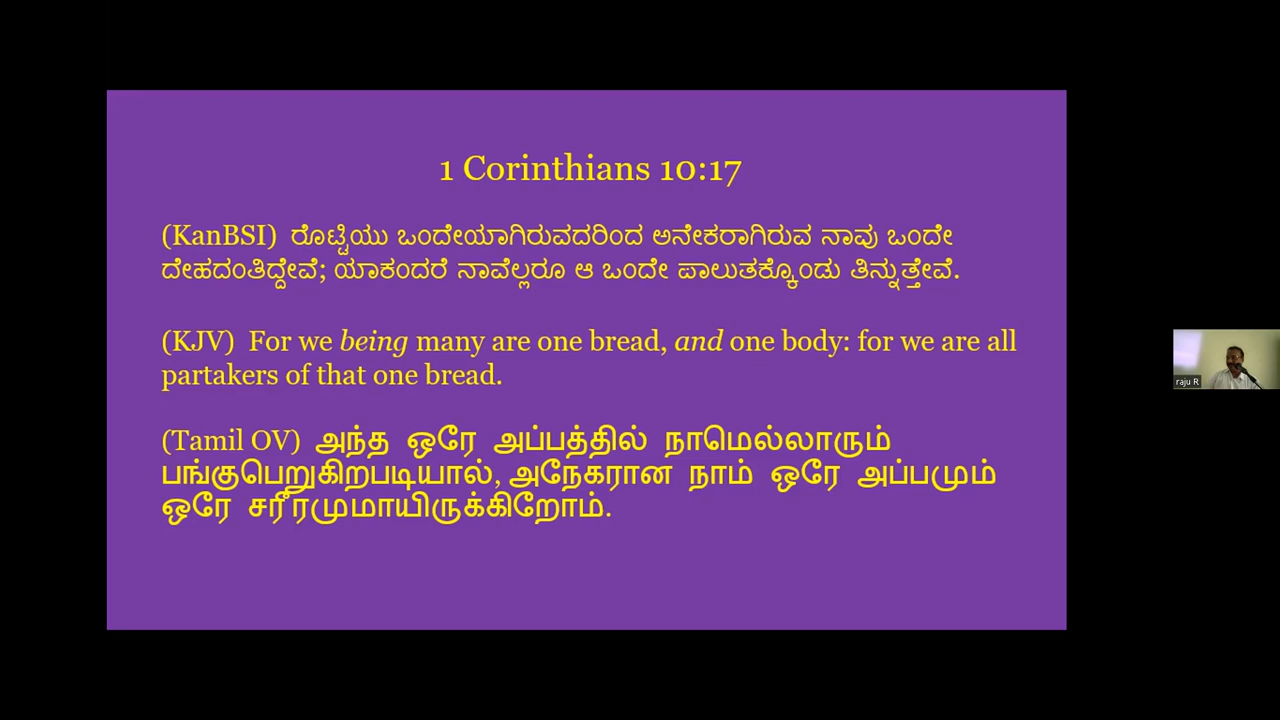 1 Corinthians 10:17
(KanBSI) ರೊಟ್ಟಿಯು ಒಂದೇಯಾಗಿರುವದರಿಂದ ಅನೇಕರಾಗಿರುವ ನಾವು ಒಂದೇ
ದೇಹದಂತಿದ್ದೇವೆ; ಯಾಕಂದರೆ ನಾವೆಲ್ಲರೂ ಆ ಒಂದೇ ಪಾಲುತಕ್ಕೊಂಡು ತಿನ್ನುತ್ತೇವೆ.
(KJV) For we being many are one bread, and one body: for we are all
partakers of that one bread.
(Tamil OV) அந்த ஒரே அப்பத்தில் நாமெல்லாரும்
பங்குபெறுகிறபடியால், அநேகரான நாம் ஒரே அப்பமும்
ஒரே சரீரமுமாயிருக்கிறோம்.
raju R